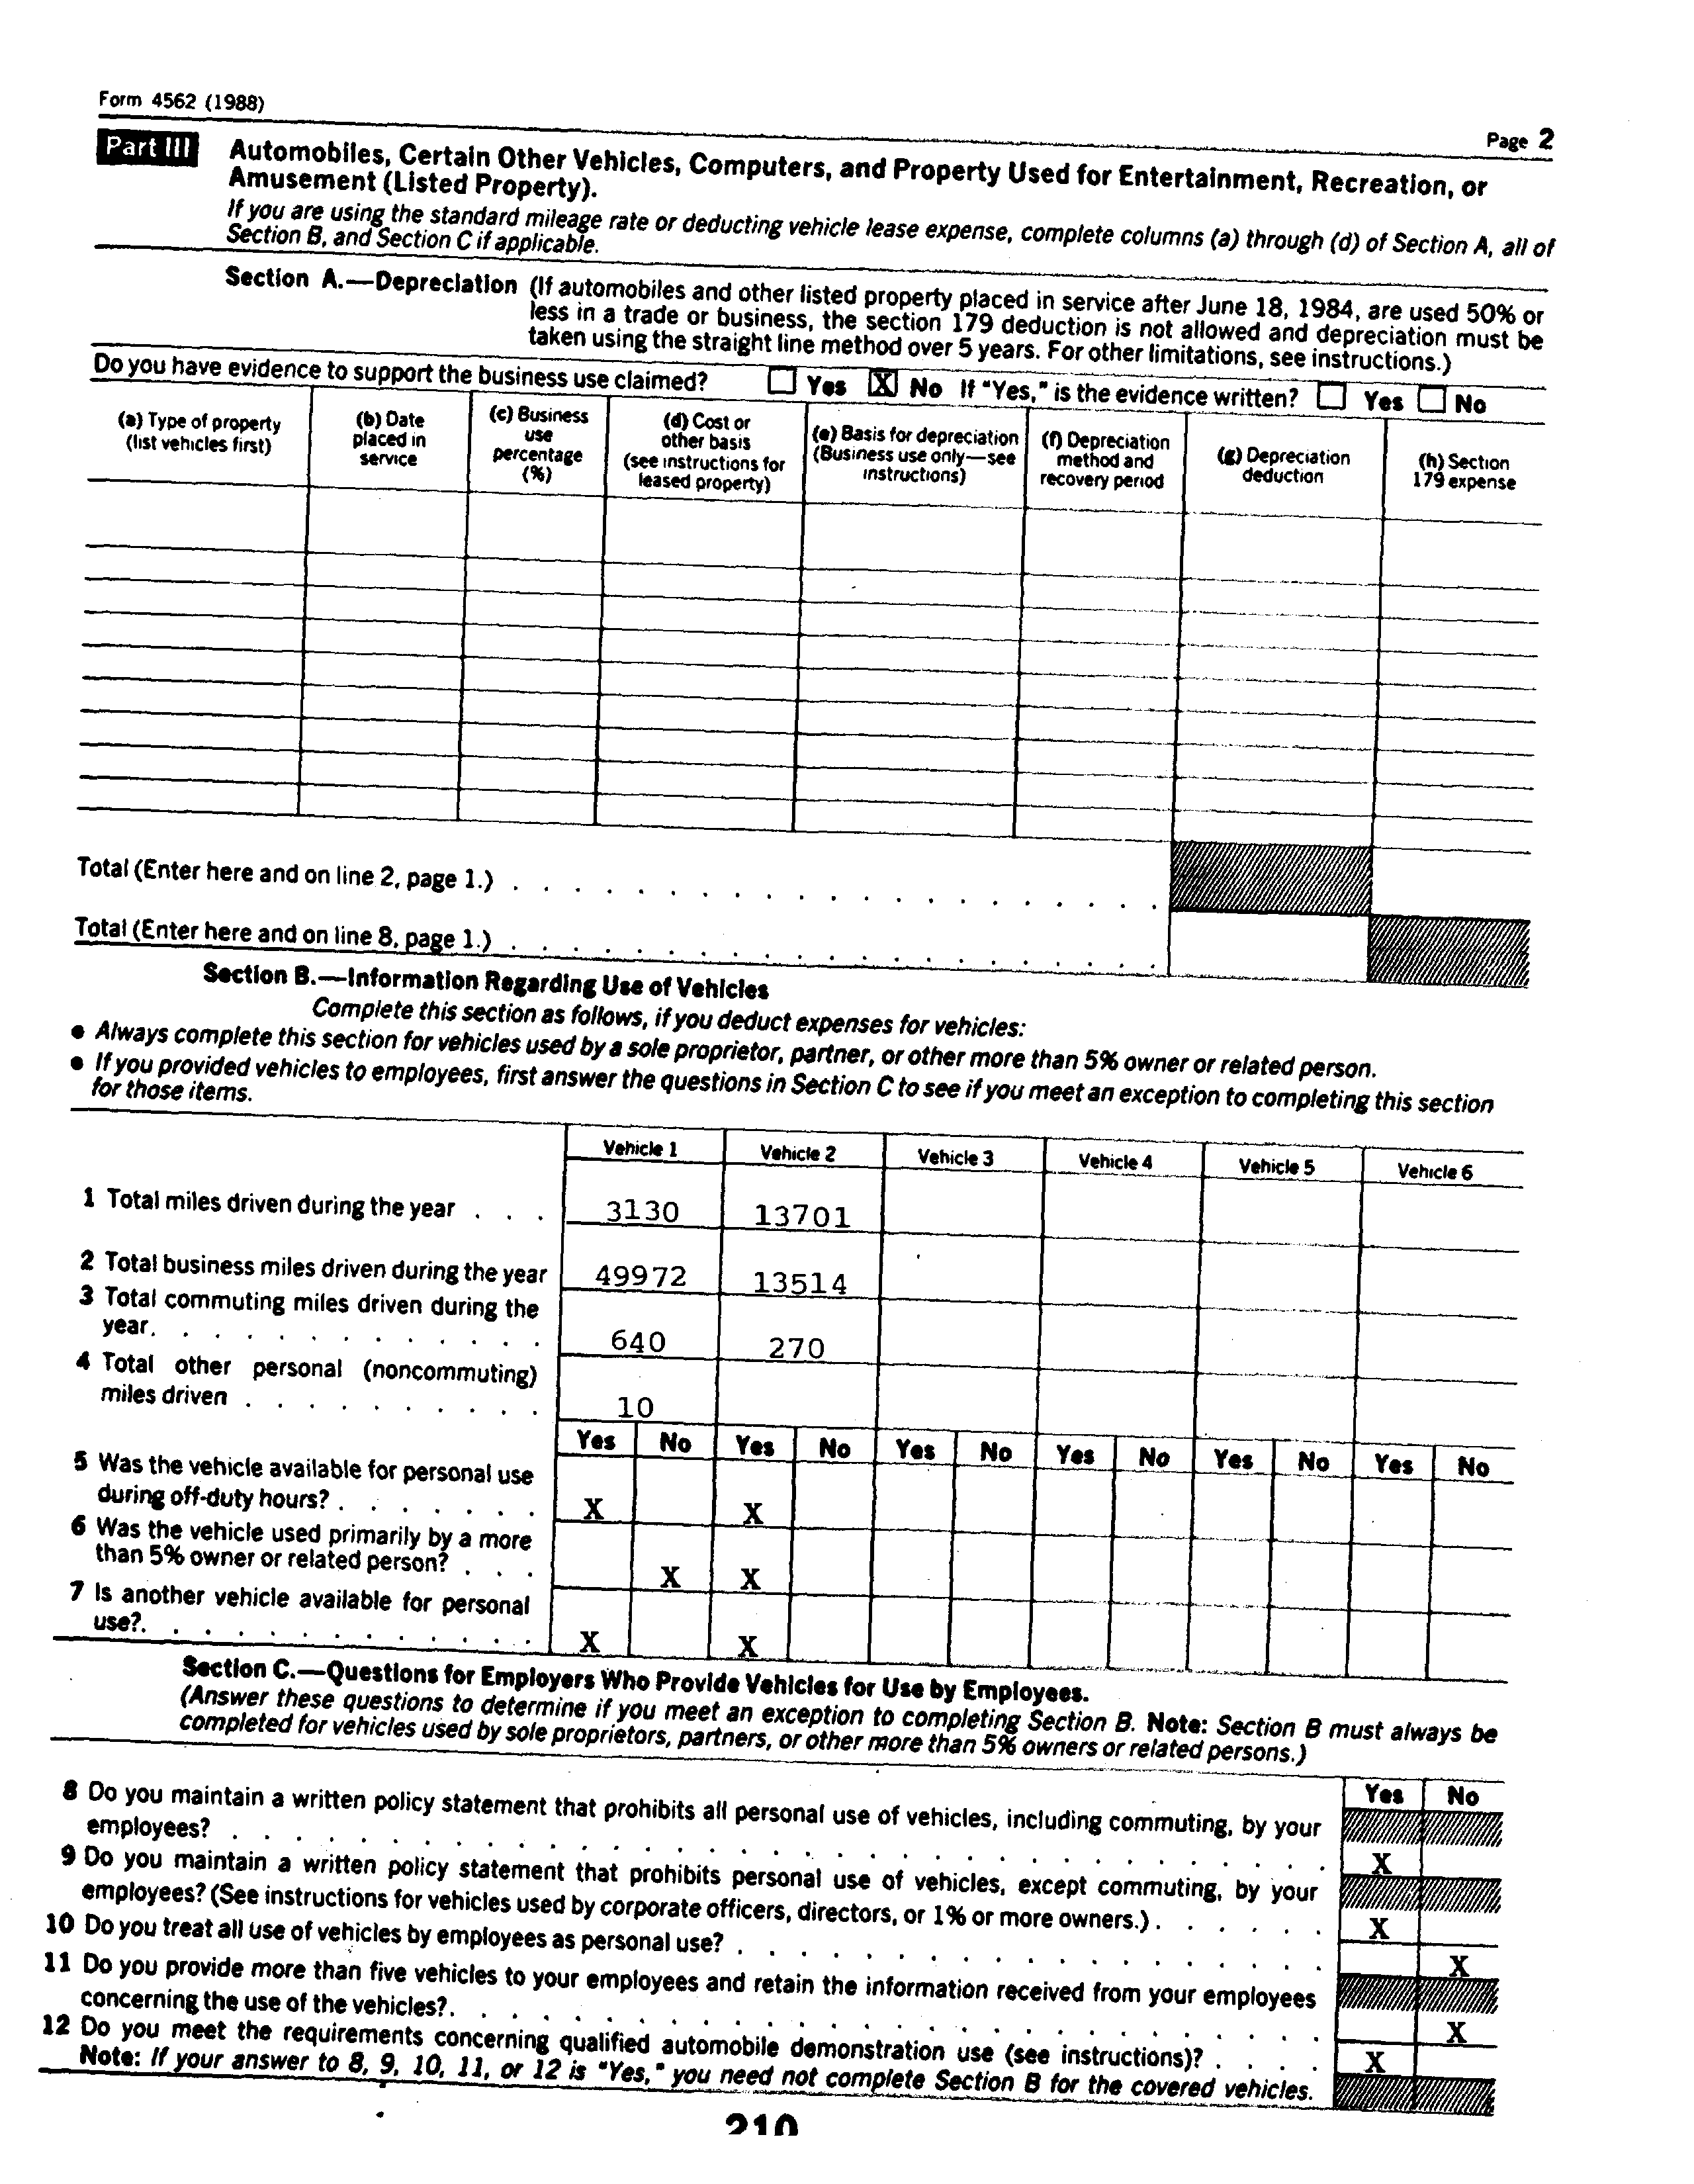 Form 4562 (1988)
Page 2
Part III Automobiles, Certain Other Vehicles, Computers, and Property Used for Entertainment, Recreation, or
Amusement (Listed Property).
If you are using the standard mileage rate or deducting vehicle lease expense, complete columns (a) through (d) of Section A, all of
Section B, and Section C if applicable.
Section A.—Depreciation (If automobiles and other listed property placed in service after June 18, 1984, are used 50% or
less in a trade or business, the section 179 deduction is not allowed and depreciation must be
taken using the straight line method over 5 years. For other limitations, see instructions.)
Do you have evidence to support the business use claimed? Yes X No If "Yes," is the evidence written? Yes No
(a) Type of property
(list vehicles first)
(b) Date
placed in
service
(c) Business
use
percentage
(%)
(d) Cost or
other basis
(see instructions for
leased property)
(e) Basis for depreciation
(Business use only—see
instructions)
(f) Depreciation
method and
recovery period
(g) Depreciation
deduction
(h) Section
179 expense
Total (Enter here and on line 2, page 1.) . . . . . . . . . . . . . . . . . . . . .
Total (Enter here and on line 8, page 1.) . . . . . . . . . . . . . . . . . . . . .
Section B.—Information Regarding Use of Vehicles
Complete this section as follows, if you deduct expenses for vehicles:
● Always complete this section for vehicles used by a sole proprietor, partner, or other more than 5% owner or related person.
● If you provided vehicles to employees, first answer the questions in Section C to see if you meet an exception to completing this section
for those items.
Vehicle 1 Vehicle 2 Vehicle 3 Vehicle 4 Vehicle 5 Vehicle 6
1 Total miles driven during the year . . . 3130 13701
2 Total business miles driven during the year 49972 13514
3 Total commuting miles driven during the
year. . . . . . . . . . . . . 640 270
4 Total other personal (noncommuting)
miles driven . . . . . . . . . . 10
Yes No Yes No Yes No Yes No Yes No Yes No
5 Was the vehicle available for personal use
during off-duty hours? . . . . . . . X X
6 Was the vehicle used primarily by a more
than 5% owner or related person? . . . X X
7 Is another vehicle available for personal
use?. . . . . . . . . . . . . X X
Section C.—Questions for Employers Who Provide Vehicles for Use by Employees.
(Answer these questions to determine if you meet an exception to completing Section B. Note: Section B must always be
completed for vehicles used by sole proprietors, partners, or other more than 5% owners or related persons.)
Yes No
8 Do you maintain a written policy statement that prohibits all personal use of vehicles, including commuting, by your
employees? . . . . . . . . . . . . . . . . . . . . . . . . . . . . . . . . . . X
9 Do you maintain a written policy statement that prohibits personal use of vehicles, except commuting, by your
employees? (See instructions for vehicles used by corporate officers, directors, or 1% or more owners.) . . . . . . X
10 Do you treat all use of vehicles by employees as personal use? . . . . . . . . . . . . . . . . . . . X
11 Do you provide more than five vehicles to your employees and retain the information received from your employees
concerning the use of the vehicles?. . . . . . . . . . . . . . . . . . . . . . . . . . . . X
12 Do you meet the requirements concerning qualified automobile demonstration use (see instructions)? . . . . X
Note: If your answer to 8, 9, 10, 11, or 12 is "Yes," you need not complete Section B for the covered vehicles.
210